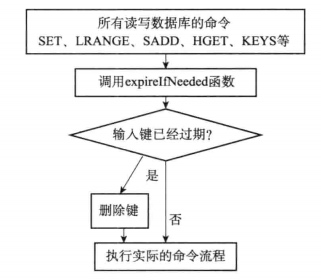 所有读写数据库的命令
SET、LRANGE、SADD、HGET、KEYS等
调用expireIfNeeded函数
输入键已经过期?
是
删除键
否
执行实际的命令流程